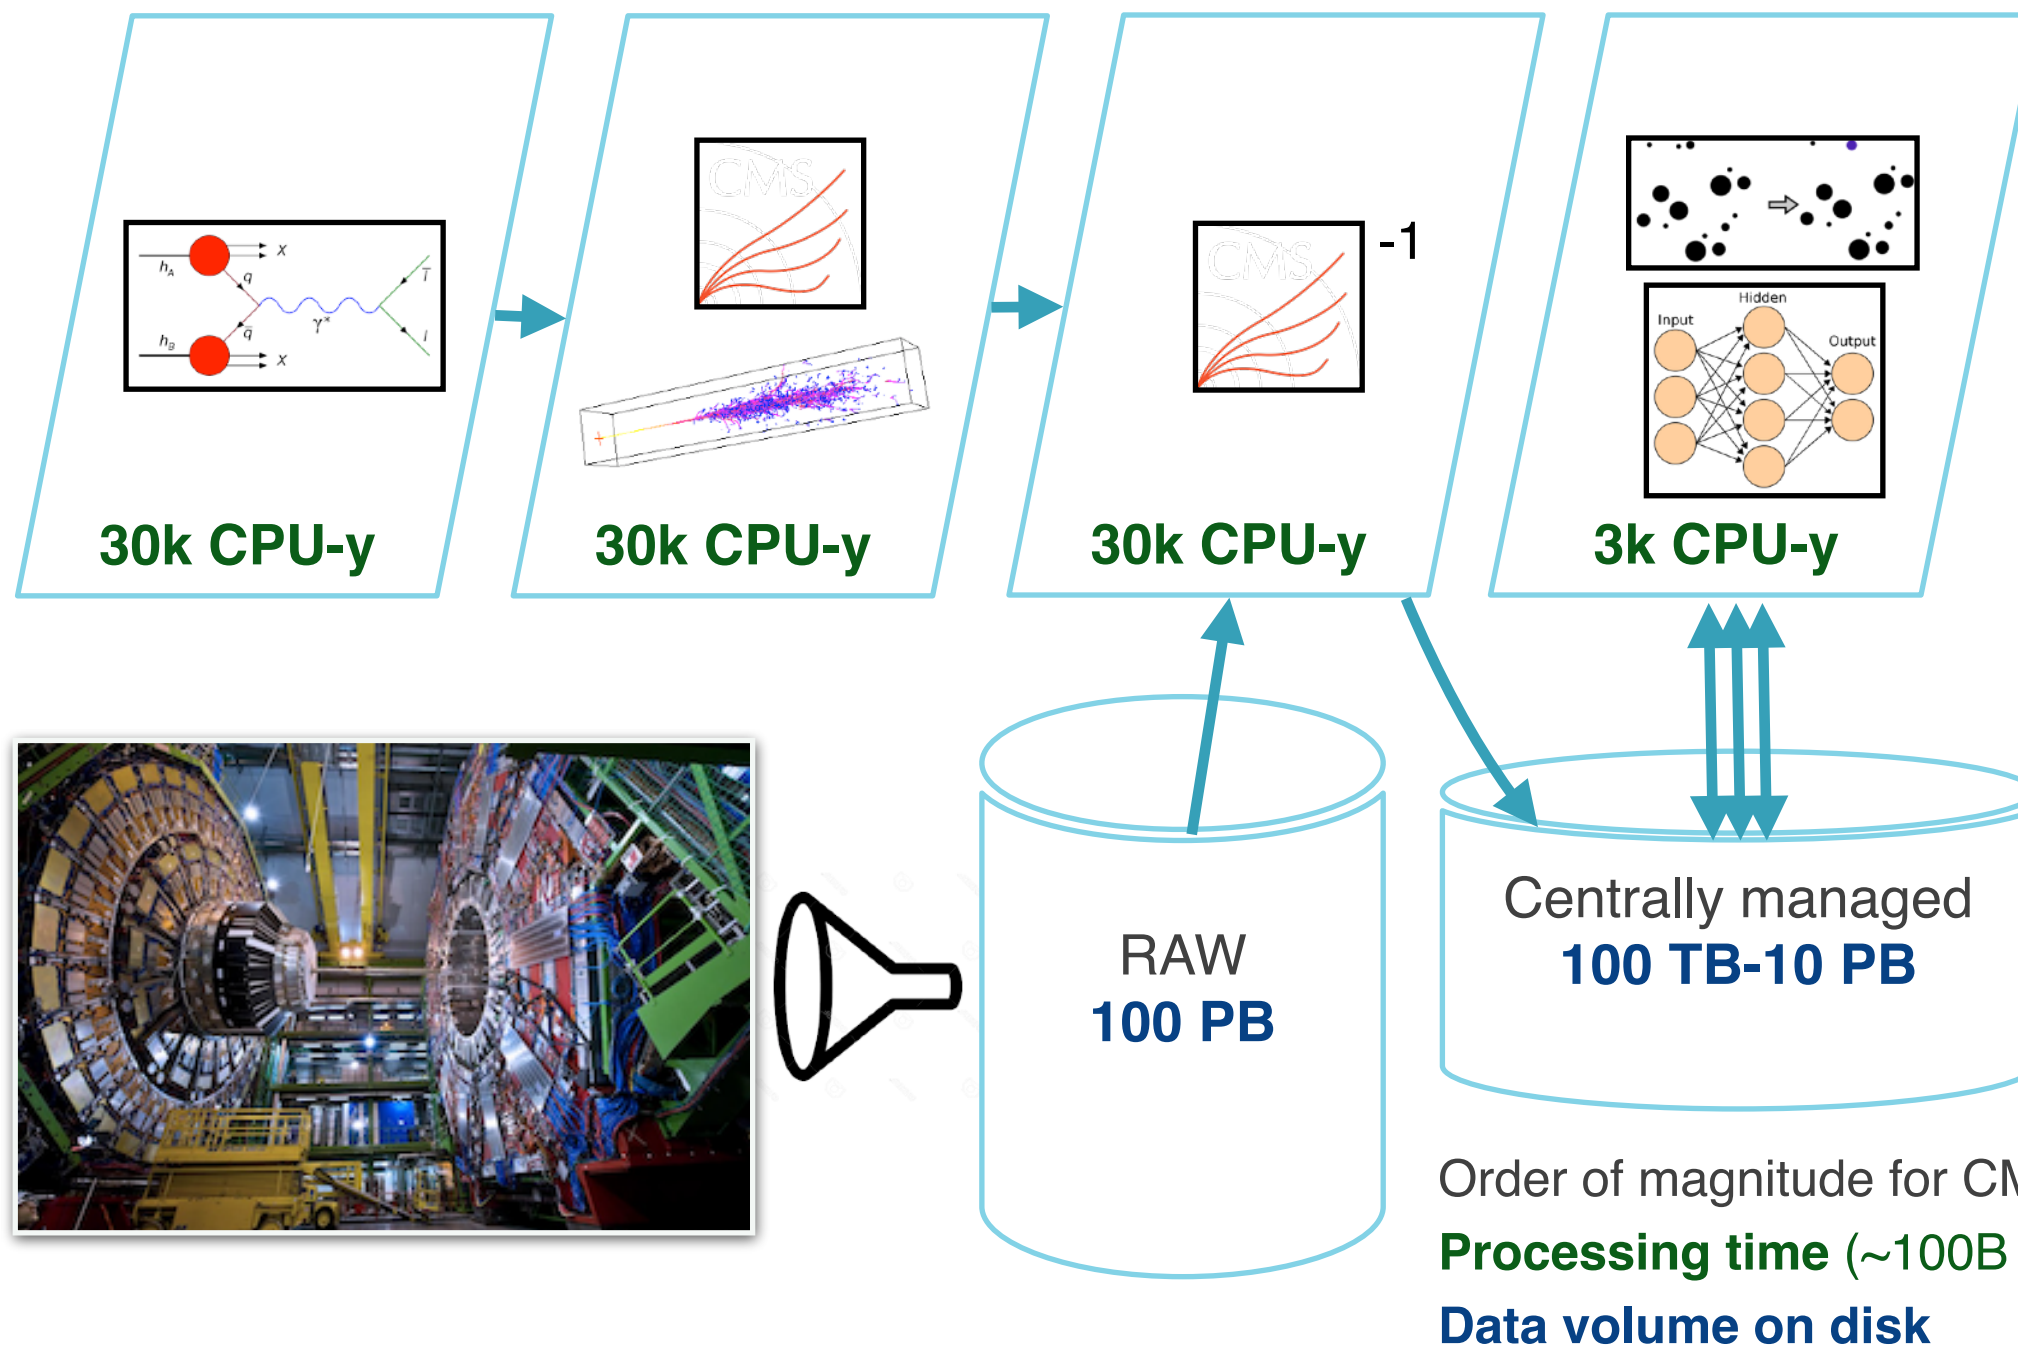 h_A
X
q
l̅
CMS
CMS
-1
Hidden
Input
Output
γ*
h_B
q̅
X
l
30k CPU-y
30k CPU-y
30k CPU-y
3k CPU-y
RAW
100 PB
Centrally managed
100 TB-10 PB
Order of magnitude for CM
Processing time (~100B
Data volume on disk